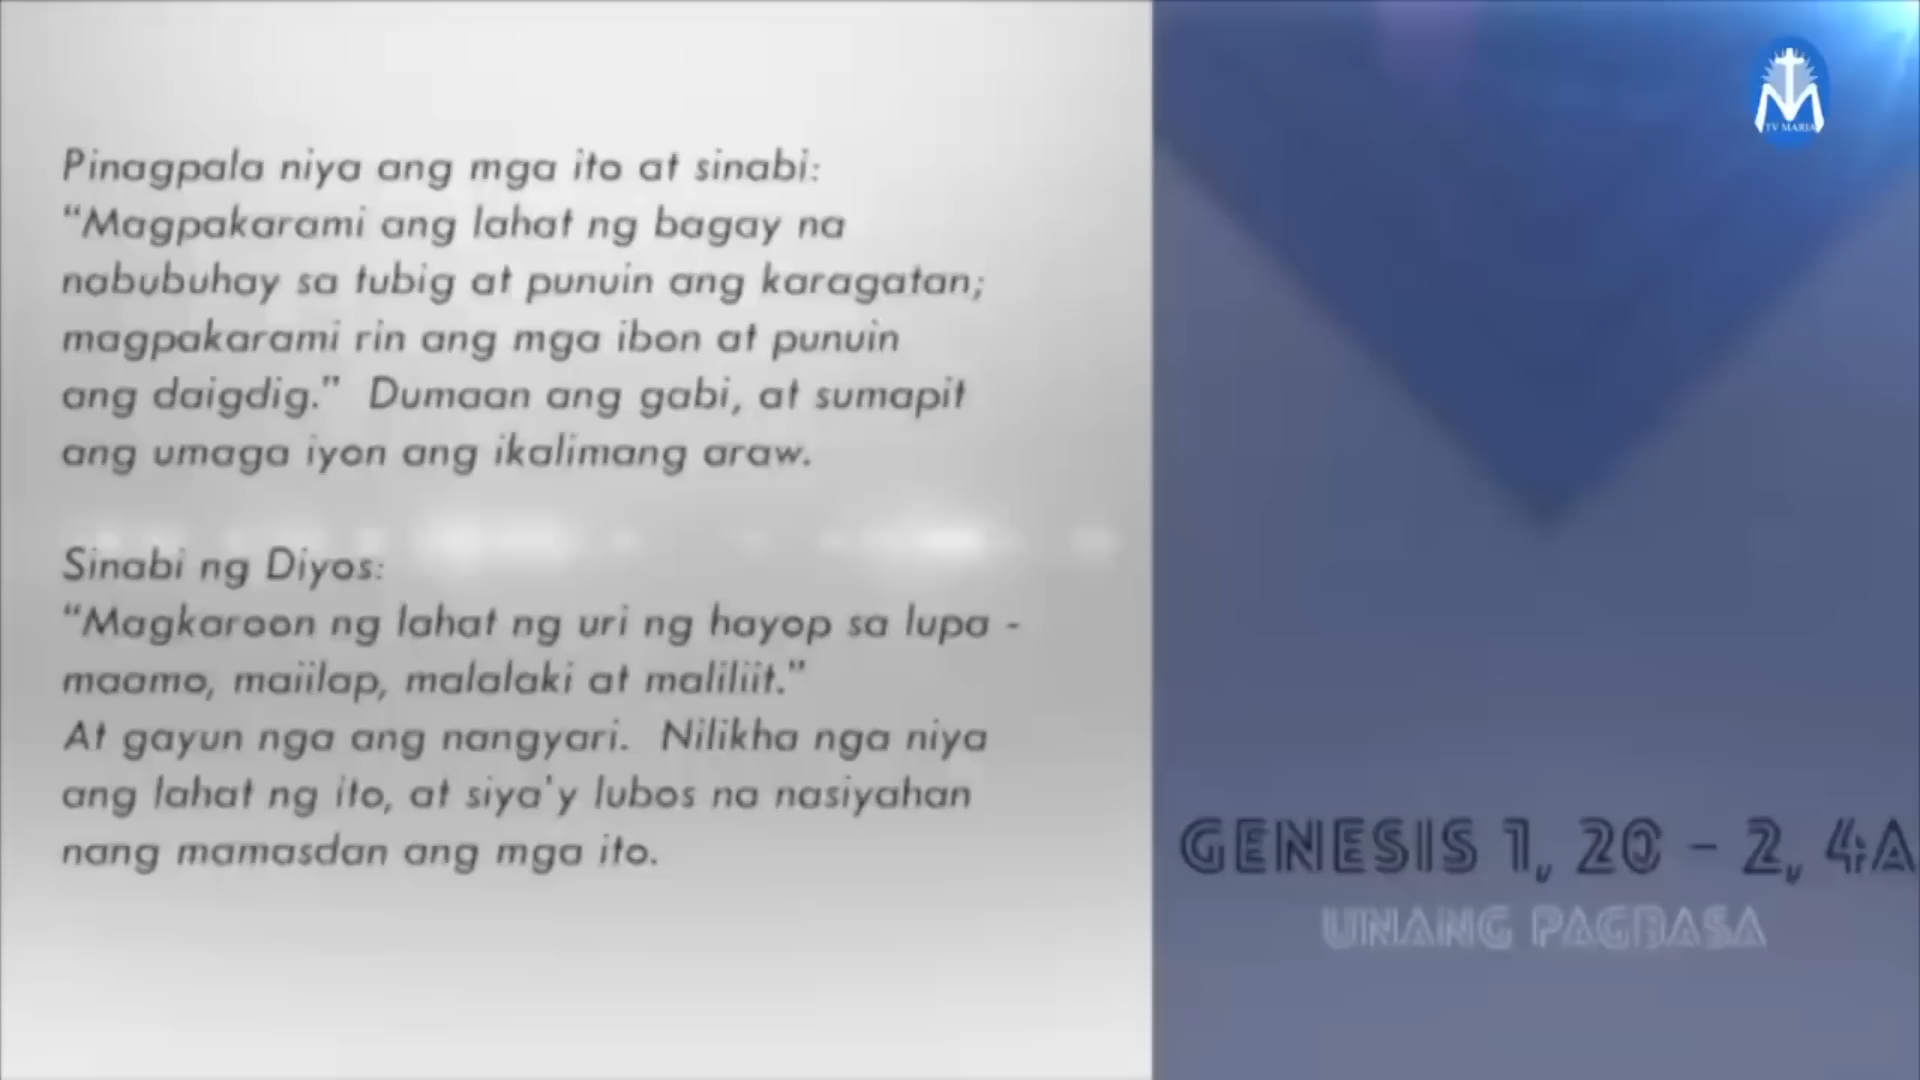 Pinagpala niya ang mga ito at sinabi:
“Magpakarami ang lahat ng bagay na
nabubuhay sa tubig at punuin ang karagatan;
magpakarami rin ang mga ibon at punuin
ang daigdig.”  Dumaan ang gabi, at sumapit
ang umaga iyon ang ikalimang araw.
Sinabi ng Diyos:
“Magkaroon ng lahat ng uri ng hayop sa lupa -
maamo, maiilap, malalaki at maliliit.”
At gayun nga ang nangyari.  Nilikha nga niya
ang lahat ng ito, at siya'y lubos na nasiyahan
nang mamasdan ang mga ito.
TV MARIA
GENESIS 1, 20 - 2, 4A
UNANG PAGBASA